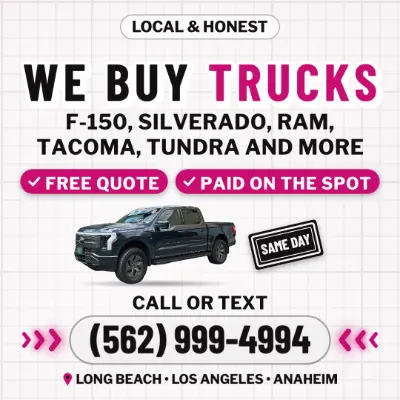 LOCAL & HONEST
WE BUY TRUCKS
F-150, SILVERADO, RAM,
TACOMA, TUNDRA AND MORE
FREE QUOTE
PAID ON THE SPOT
SAME DAY
CALL OR TEXT
(562) 999-4994
LONG BEACH • LOS ANGELES • ANAHEIM